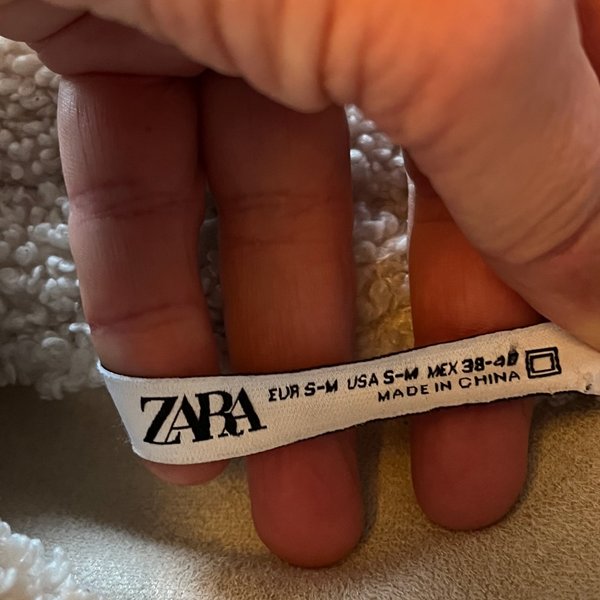 ZARA
EUR S-M USA S-M MEX 38-40
MADE IN CHINA